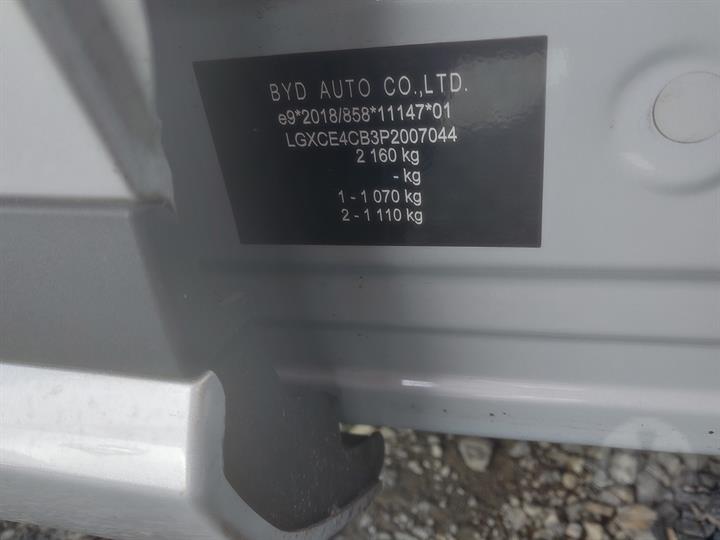 BYD AUTO CO.,LTD.
e9*2018/858*11147*01
LGXCE4CB3P2007044
2 160 kg
- kg
1 - 1 070 kg
2 - 1 110 kg